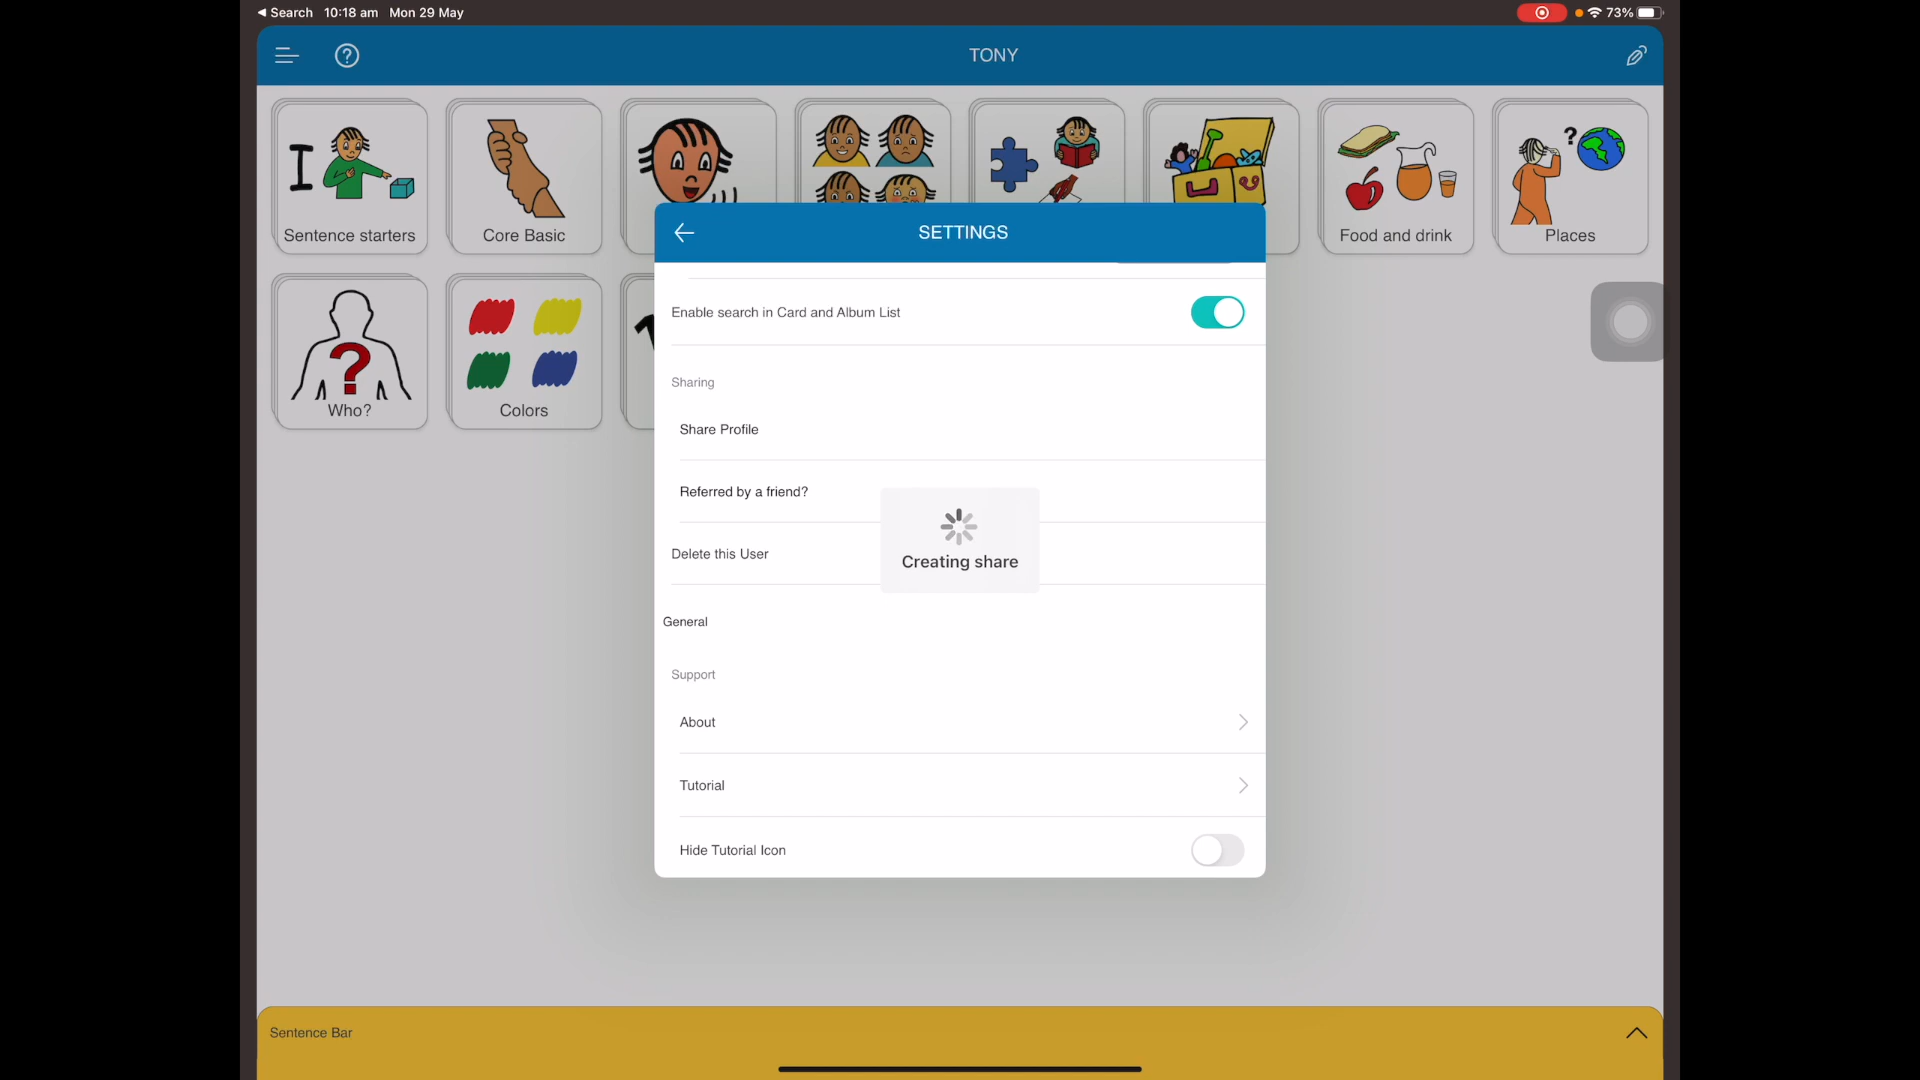 Search 10:18 am Mon 29 May
73%
TONY
I
?
Sentence starters
Core Basic
Food and drink
Places
SETTINGS
Enable search in Card and Album List
?
Who?
Colors
Sharing
Share Profile
Referred by a friend?
Creating share
Delete this User
General
Support
About
Tutorial
Hide Tutorial Icon
Sentence Bar